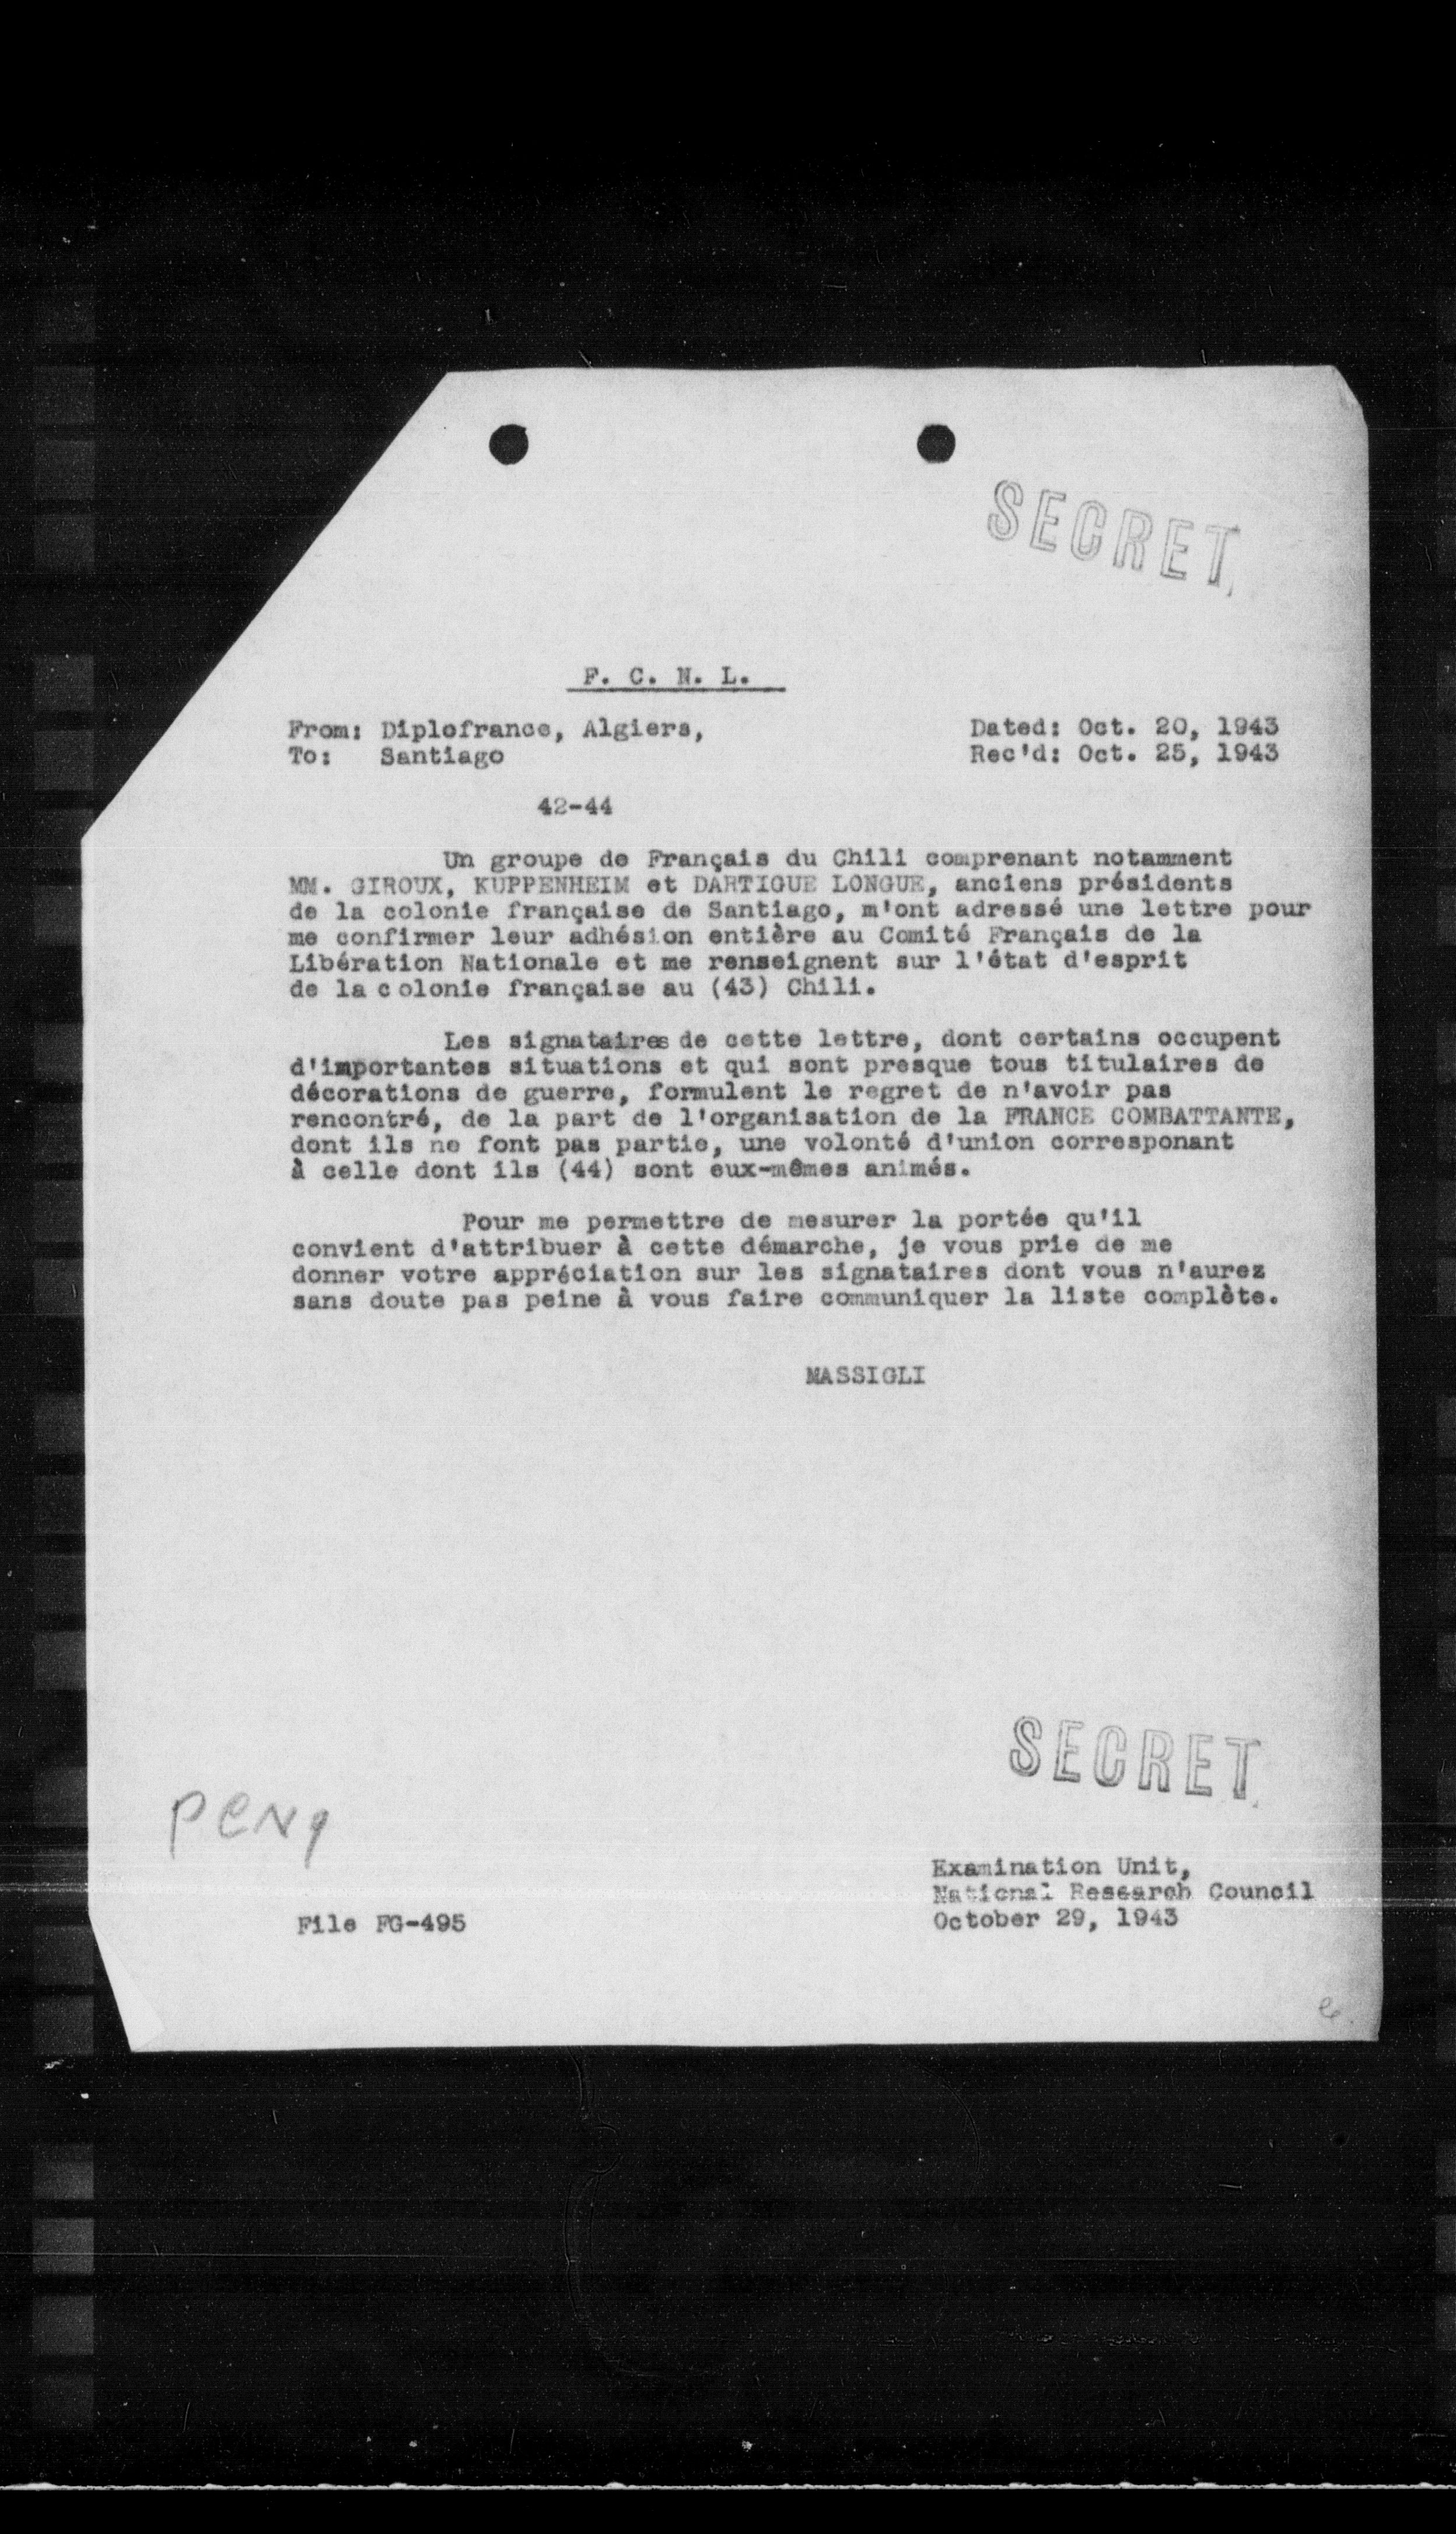 SECRET
F. C. N. L.
From: Diplofrance, Algiers,
Dated: Oct. 20, 1943
To: Santiago
Rec'd: Oct. 25, 1943
42-44
Un groupe de Français du Chili comprenant notamment
MM. GIROUX, KUPPENHEIM et DARTIGUE LONGUE, anciens présidents
de la colonie française de Santiago, m'ont adressé une lettre pour
me confirmer leur adhésion entière au Comité Français de la
Libération Nationale et me renseignent sur l'état d'esprit
de la c olonie française au (43) Chili.
Les signataires de cette lettre, dont certains occupent
d'importantes situations et qui sont presque tous titulaires de
décorations de guerre, formulent le regret de n'avoir pas
rencontré, de la part de l'organisation de la FRANCE COMBATTANTE,
dont ils ne font pas partie, une volonté d'union corresponant
à celle dont ils (44) sont eux-mêmes animés.
Pour me permettre de mesurer la portée qu'il
convient d'attribuer à cette démarche, je vous prie de me
donner votre appréciation sur les signataires dont vous n'aurez
sans doute pas peine à vous faire communiquer la liste complète.
MASSIGLI
SECRET
Examination Unit,
National Research Council
File FG-495
October 29, 1943